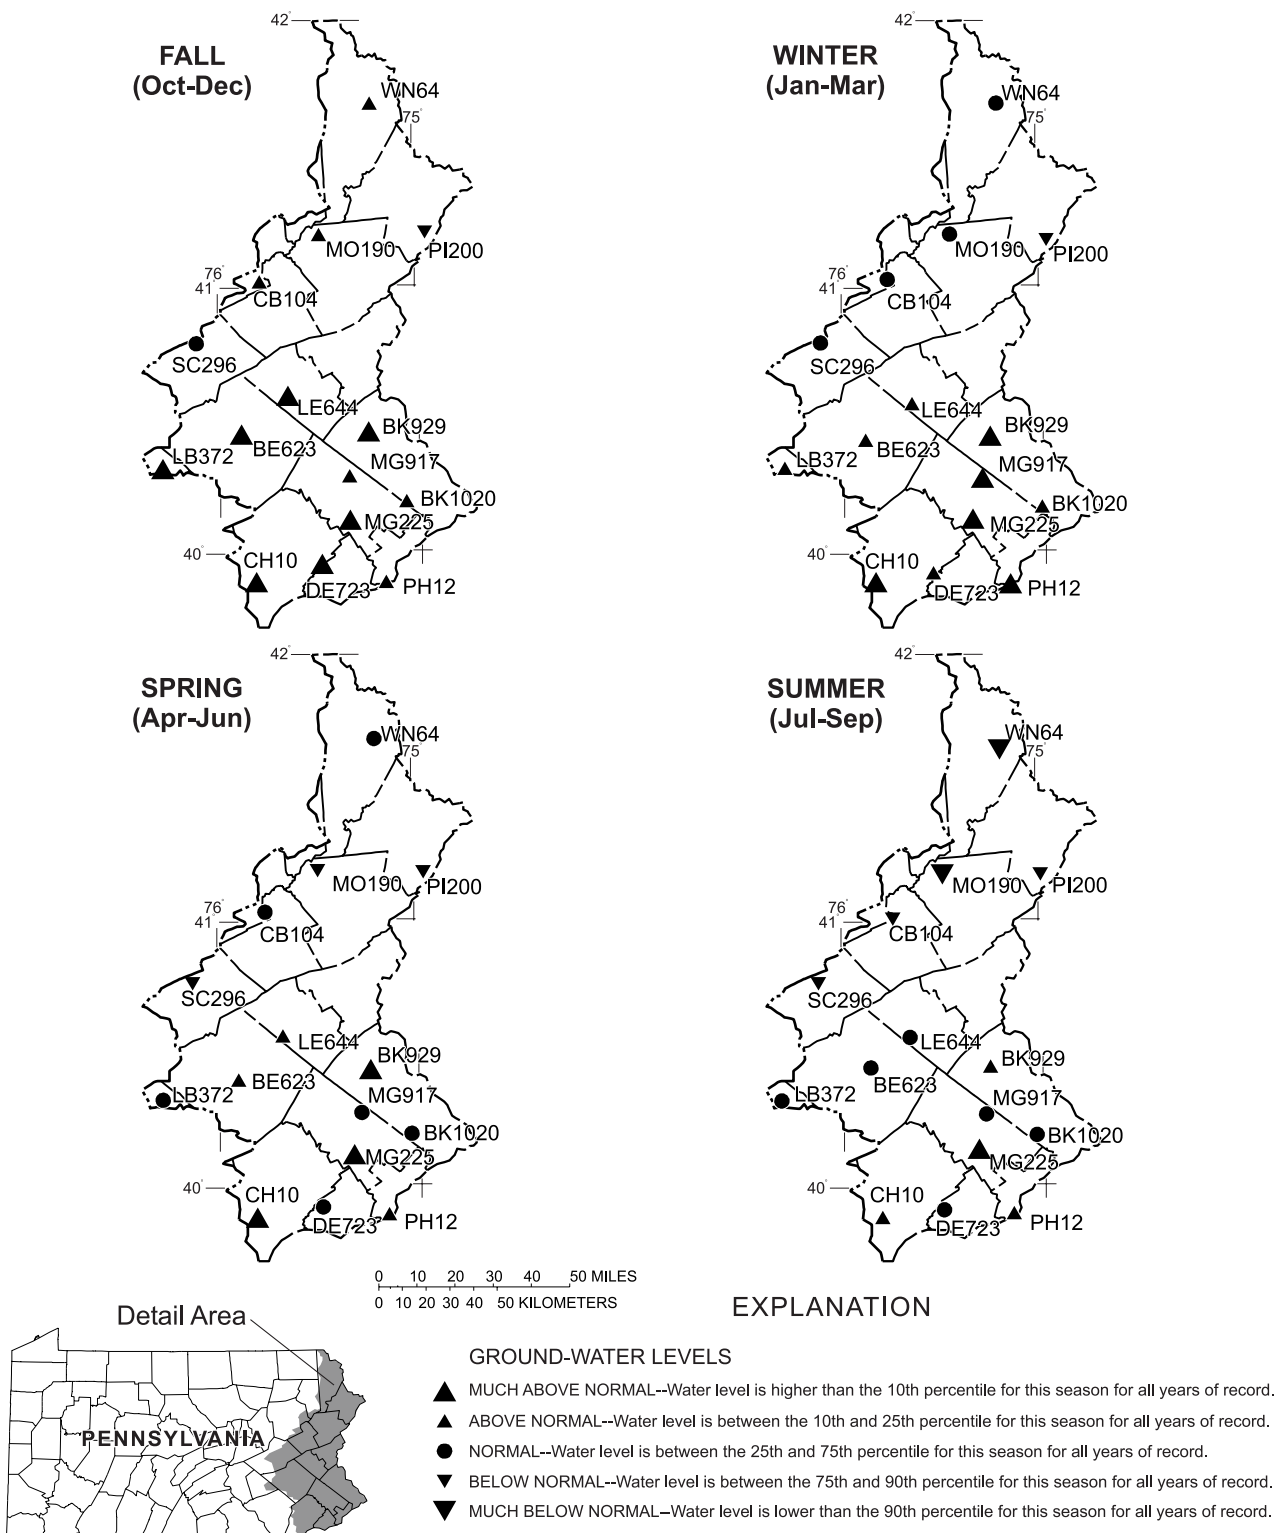 FALL
(Oct-Dec)
42°
WN64
75°
MO190
PI200
76°
41°
CB104
SC296
LE644
BK929
BE623
LB372
MG917
BK1020
MG225
40°
CH10
DE723
PH12
WINTER
(Jan-Mar)
42°
WN64
75°
MO190
PI200
76°
41°
CB104
SC296
LE644
BK929
BE623
LB372
MG917
BK1020
MG225
40°
CH10
DE723
PH12
SPRING
(Apr-Jun)
42°
WN64
75°
MO190
PI200
76°
41°
CB104
SC296
LE644
BK929
BE623
LB372
MG917
BK1020
MG225
40°
CH10
DE723
PH12
SUMMER
(Jul-Sep)
42°
WN64
75°
MO190
PI200
76°
41°
CB104
SC296
LE644
BK929
BE623
LB372
MG917
BK1020
MG225
40°
CH10
DE723
PH12
0 10 20 30 40 50 MILES
0 10 20 30 40 50 KILOMETERS
Detail Area
PENNSYLVANIA
EXPLANATION
GROUND-WATER LEVELS
MUCH ABOVE NORMAL--Water level is higher than the 10th percentile for this season for all years of record.
ABOVE NORMAL--Water level is between the 10th and 25th percentile for this season for all years of record.
NORMAL--Water level is between the 25th and 75th percentile for this season for all years of record.
BELOW NORMAL--Water level is between the 75th and 90th percentile for this season for all years of record.
MUCH BELOW NORMAL--Water level is lower than the 90th percentile for this season for all years of record.